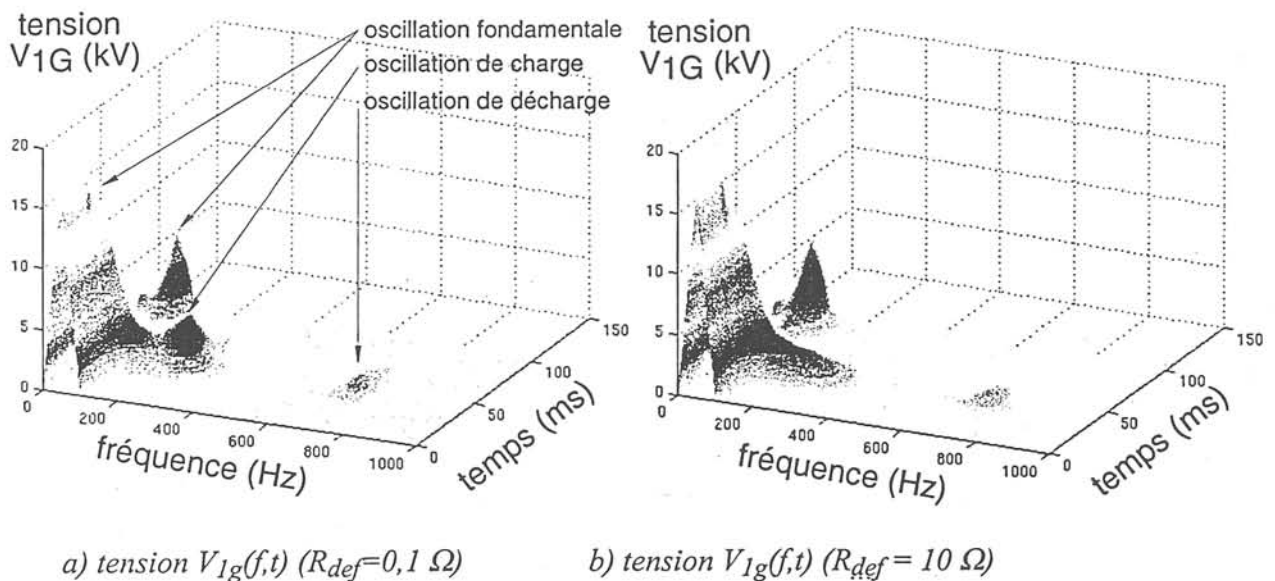 tension
V1G (kV)
oscillation fondamentale
oscillation de charge
oscillation de décharge
20
15
10
5
0
0
200
400
600
800
1000
fréquence (Hz)
0
50
100
150
temps (ms)
a) tension V1g(f,t) (Rdef=0,1 Ω)
tension
V1G (kV)
20
15
10
5
0
0
200
400
600
800
1000
fréquence (Hz)
0
50
100
150
temps (ms)
b) tension V1g(f,t) (Rdef = 10 Ω)